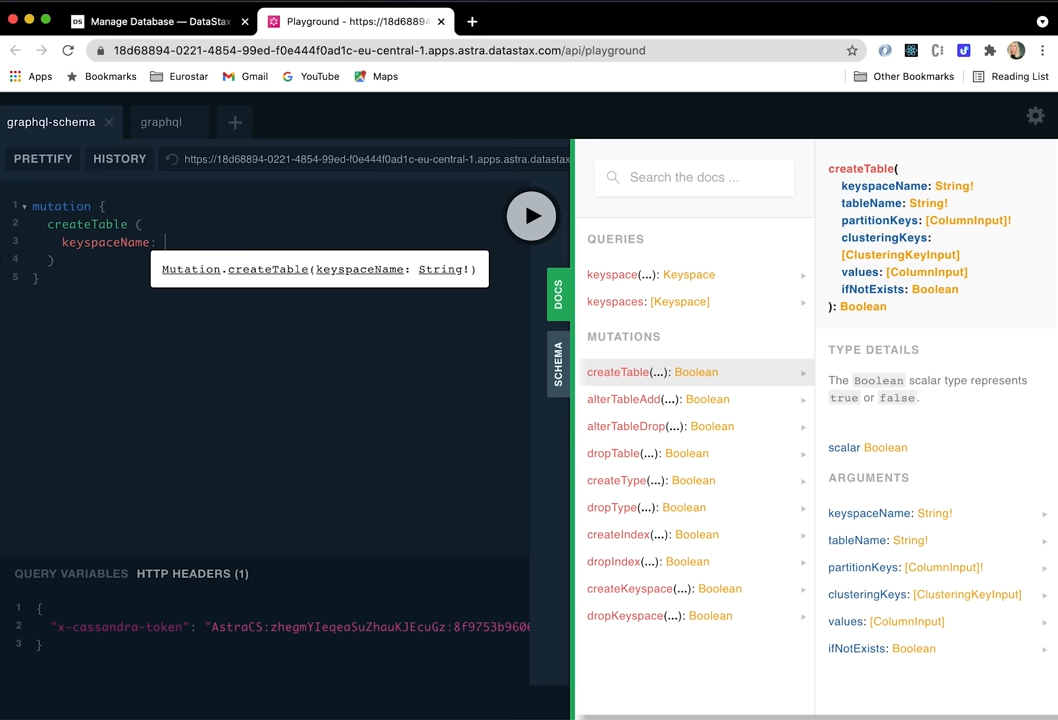 Manage Database — DataStax
Playground - https://18d68894
18d68894-0221-4854-99ed-f0e444f0ad1c-eu-central-1.apps.astra.datastax.com/api/playground
Apps Bookmarks Eurostar Gmail YouTube Maps Other Bookmarks Reading List
graphql-schema graphql
PRETTIFY HISTORY https://18d68894-0221-4854-99ed-f0e444f0ad1c-eu-central-1.apps.astra.datastax
1 mutation {
2 createTable (
3 keyspaceName:
4 )
5 }
Mutation.createTable(keyspaceName: String!)
QUERY VARIABLES HTTP HEADERS (1)
1 {
2 "x-cassandra-token": "AstraCS:zhegmYIeqeaSuZhauKJEcuGz:8f9753b9606
3 }
DOCS
SCHEMA
Search the docs ...
QUERIES
keyspace(...): Keyspace
keyspaces: [Keyspace]
MUTATIONS
createTable(...): Boolean
alterTableAdd(...): Boolean
alterTableDrop(...): Boolean
dropTable(...): Boolean
createType(...): Boolean
dropType(...): Boolean
createIndex(...): Boolean
dropIndex(...): Boolean
createKeyspace(...): Boolean
dropKeyspace(...): Boolean
createTable(
keyspaceName: String!
tableName: String!
partitionKeys: [ColumnInput]!
clusteringKeys:
[ClusteringKeyInput]
values: [ColumnInput]
ifNotExists: Boolean
): Boolean
TYPE DETAILS
The Boolean scalar type represents
true or false.
scalar Boolean
ARGUMENTS
keyspaceName: String!
tableName: String!
partitionKeys: [ColumnInput]!
clusteringKeys: [ClusteringKeyInput]
values: [ColumnInput]
ifNotExists: Boolean